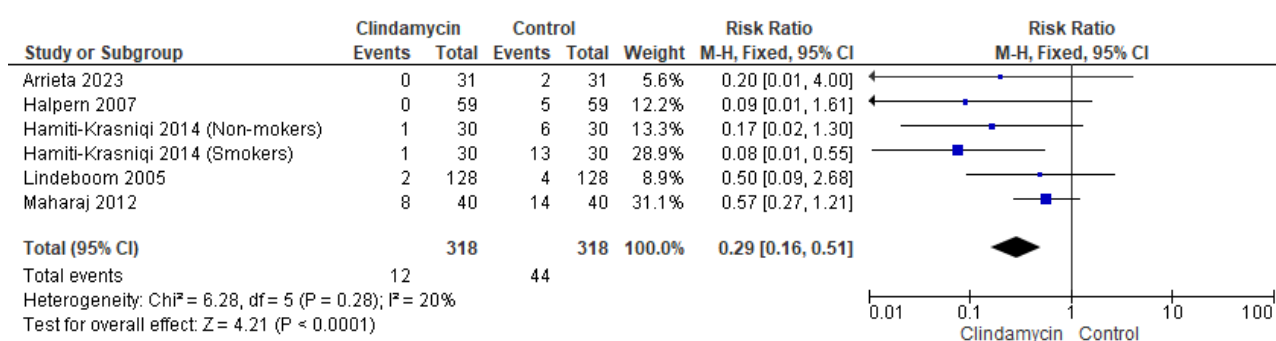 Clindamycin Control Risk Ratio Risk Ratio
Study or Subgroup Events Total Events Total Weight M-H, Fixed, 95% CI M-H, Fixed, 95% CI
Arrieta 2023 0 31 2 31 5.6% 0.20 [0.01, 4.00]
Halpern 2007 0 59 5 59 12.2% 0.09 [0.01, 1.61]
Hamiti-Krasniqi 2014 (Non-mokers) 1 30 6 30 13.3% 0.17 [0.02, 1.30]
Hamiti-Krasniqi 2014 (Smokers) 1 30 13 30 28.9% 0.08 [0.01, 0.55]
Lindeboom 2005 2 128 4 128 8.9% 0.50 [0.09, 2.68]
Maharaj 2012 8 40 14 40 31.1% 0.57 [0.27, 1.21]
Total (95% CI) 318 318 100.0% 0.29 [0.16, 0.51]
Total events 12 44
Heterogeneity: Chi² = 6.28, df = 5 (P = 0.28); I² = 20%
Test for overall effect: Z = 4.21 (P < 0.0001)
0.01 0.1 1 10 100
Clindamycin Control